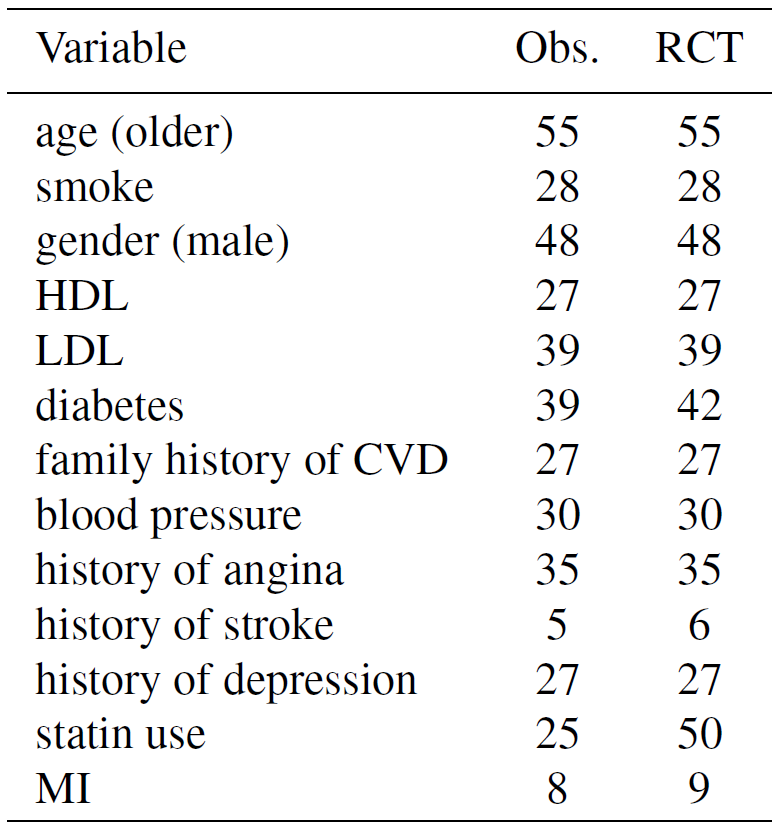 Variable Obs. RCT
age (older) 55 55
smoke 28 28
gender (male) 48 48
HDL 27 27
LDL 39 39
diabetes 39 42
family history of CVD 27 27
blood pressure 30 30
history of angina 35 35
history of stroke 5 6
history of depression 27 27
statin use 25 50
MI 8 9